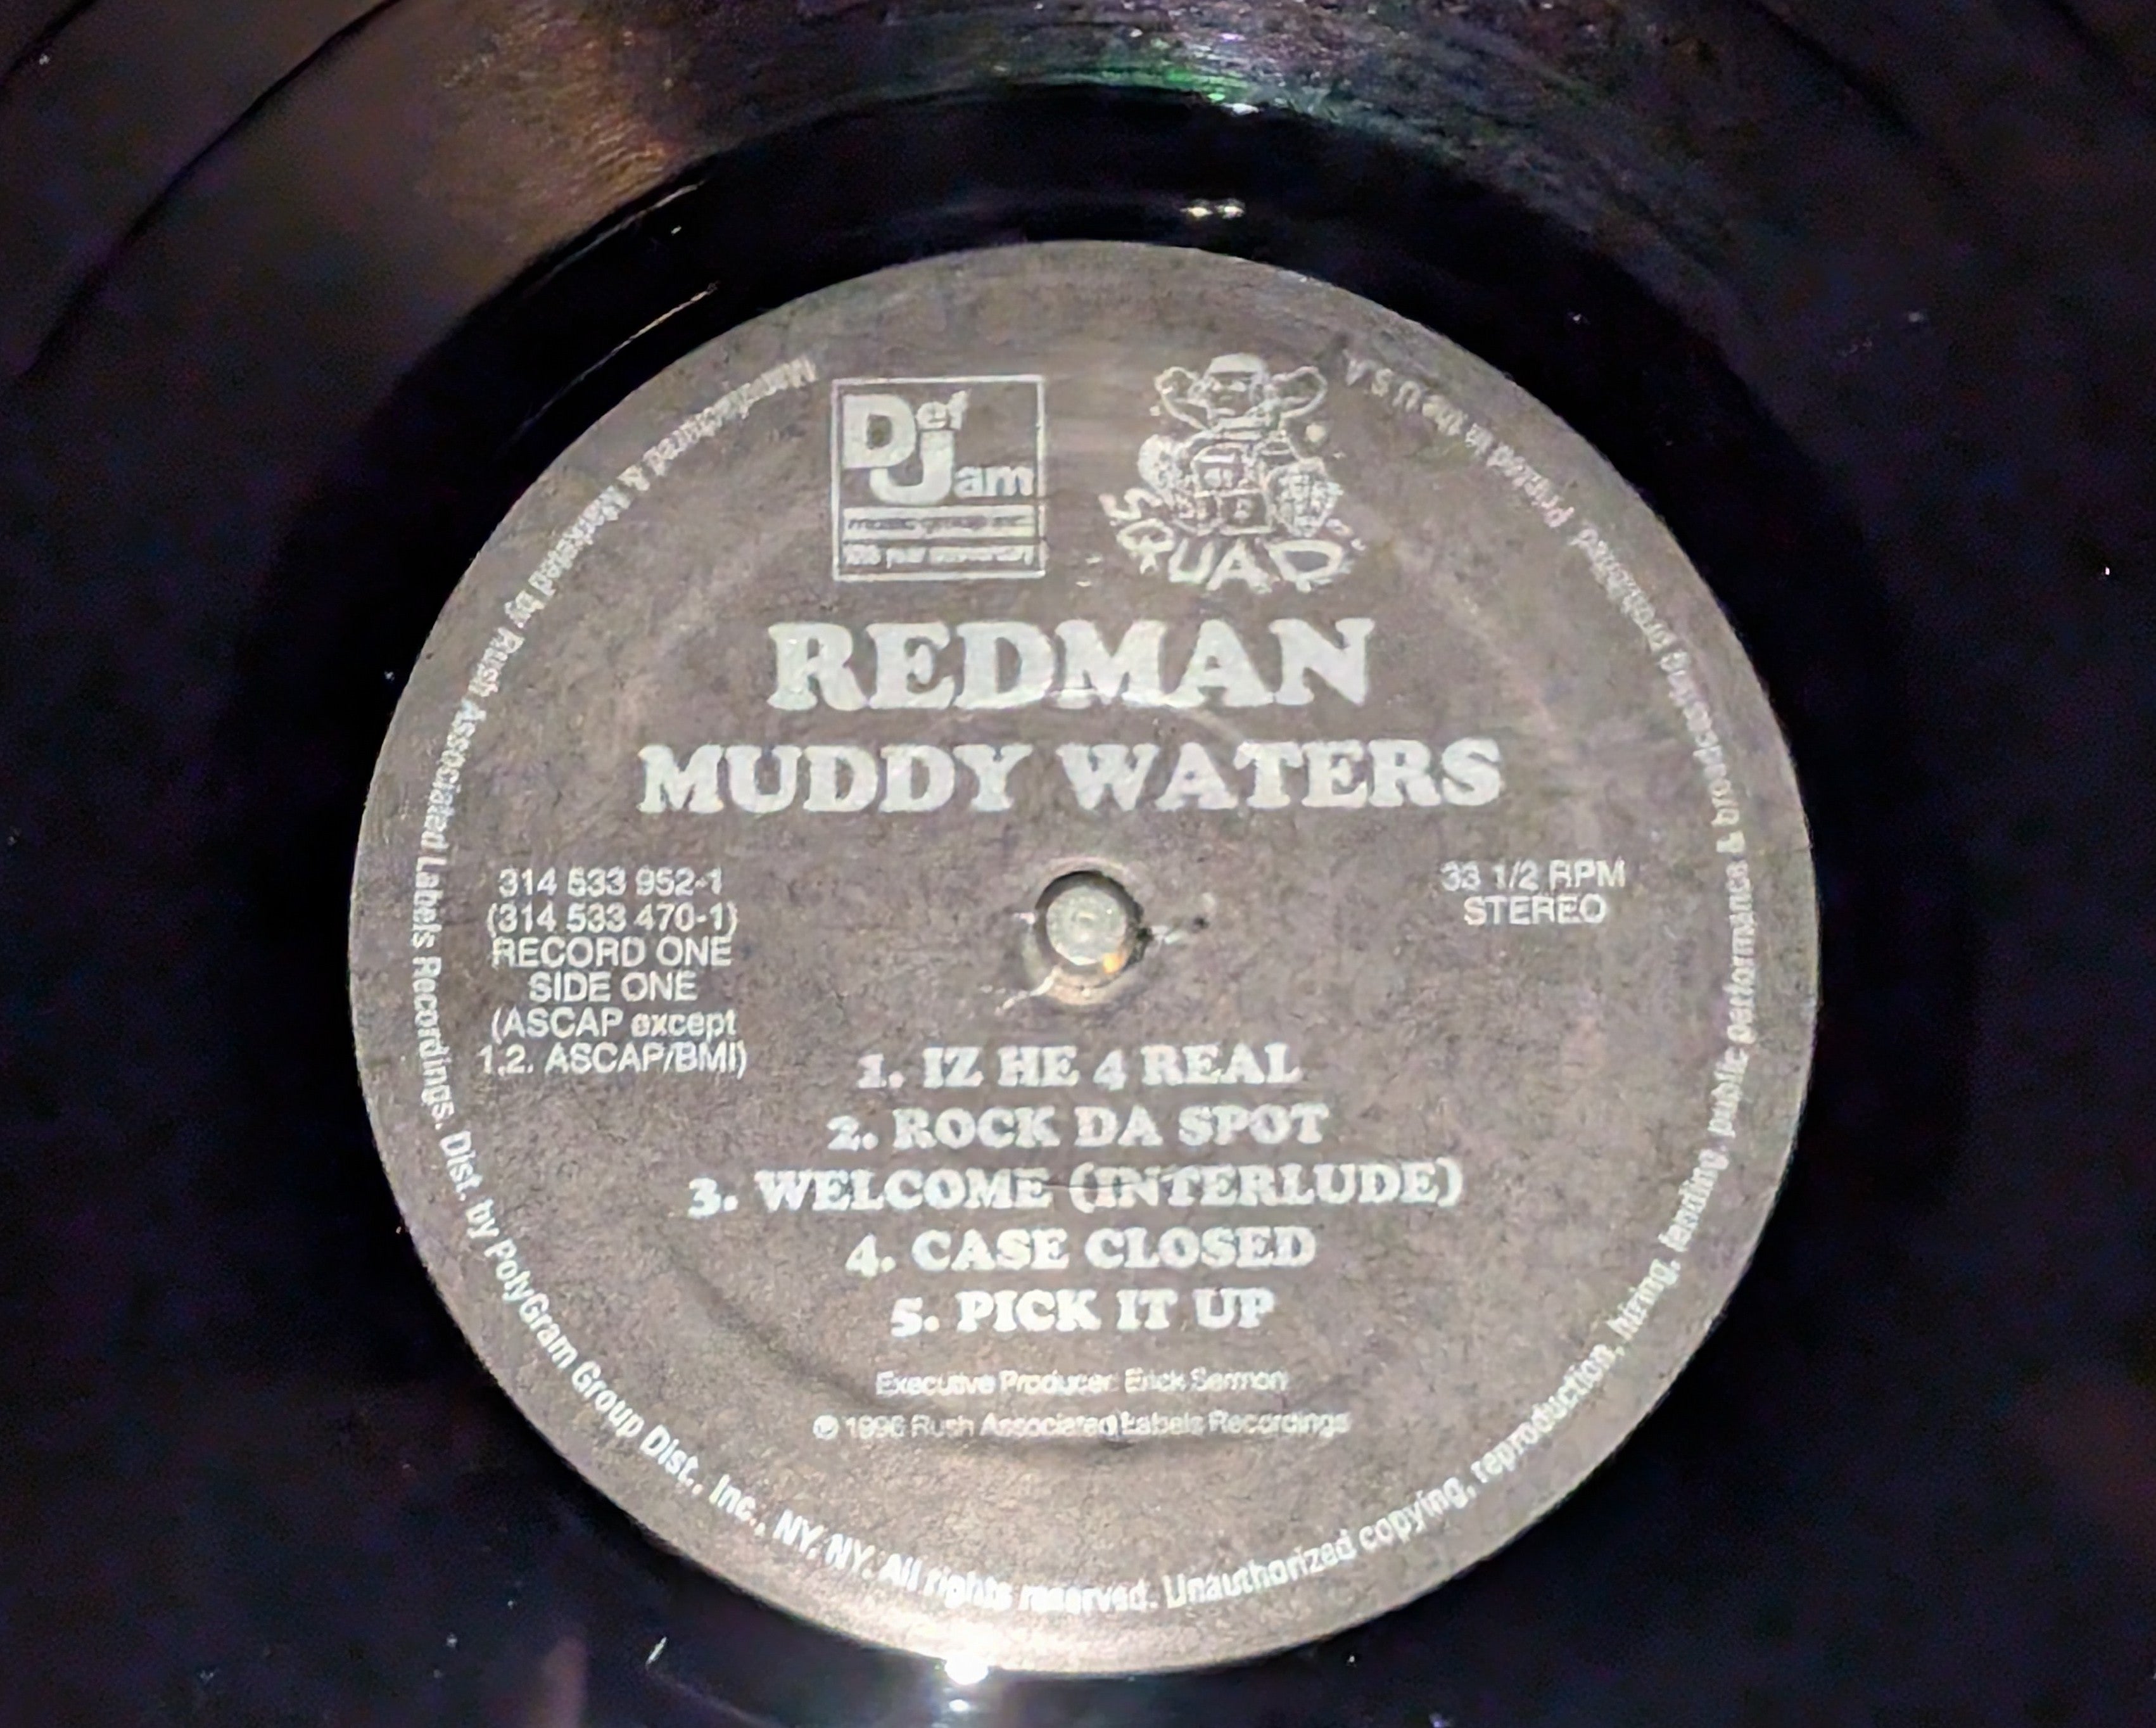 Def Jam
music group inc.
SQUAD
REDMAN
MUDDY WATERS
314 533 952-1
(314 533 470-1)
RECORD ONE
SIDE ONE
(ASCAP except
1,2. ASCAP/BMI)
33 1/2 RPM
STEREO
1. IZ HE 4 REAL
2. ROCK DA SPOT
3. WELCOME (INTERLUDE)
4. CASE CLOSED
5. PICK IT UP
Executive Producer: Erick Sermon
℗ 1996 Rush Associated Labels Recordings
Manufactured & Marketed by Rush Associated Labels Recordings. Dist. by PolyGram Group Dist., Inc., NY, NY. All rights reserved. Unauthorized copying, reproduction, hiring, lending, public performance & broadcasting prohibited. printed in the U.S.A.